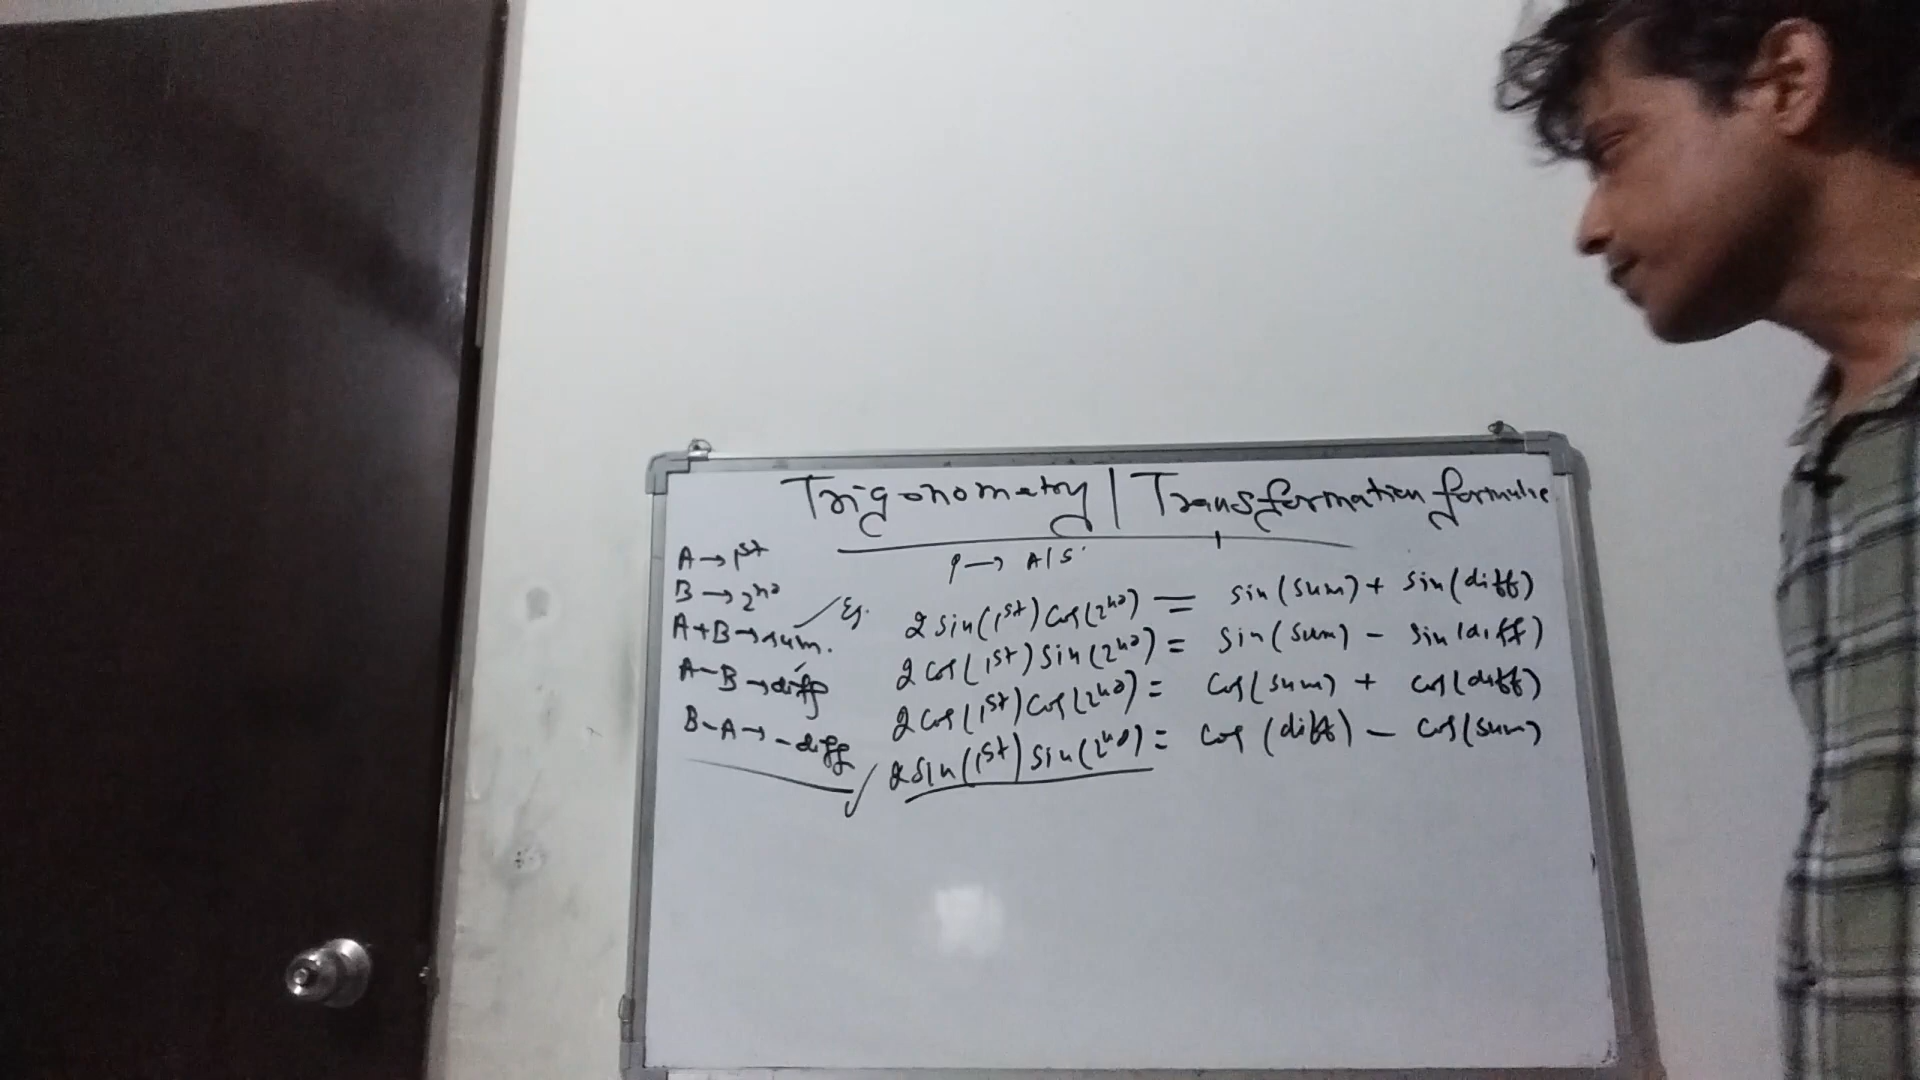 Trigonometry | Transformation formulae
P → A/S
A → 1st
B → 2nd
A+B → sum.
A-B → diff
B-A → - diff
Eg.
2 sin(1st) cos(2nd) = sin(sum) + sin(diff)
2 cos(1st) sin(2nd) = sin(sum) - sin(diff)
2 cos(1st) cos(2nd) = cos(sum) + cos(diff)
2 sin(1st) sin(2nd) = cos(diff) - cos(sum)